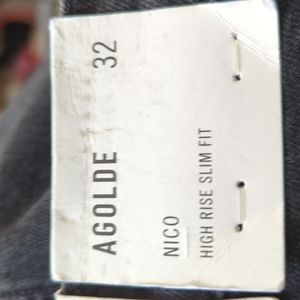 AGOLDE 32
NICO
HIGH RISE SLIM FIT